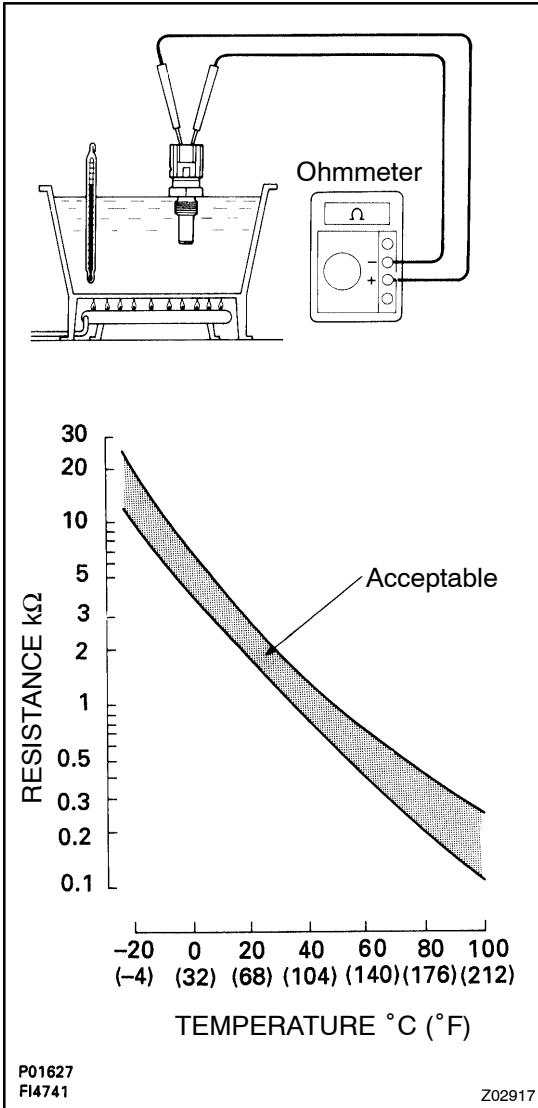 Ohmmeter
Ω
−
+
30
20
10
5
3
2
1
0.5
0.3
0.2
0.1
RESISTANCE kΩ
Acceptable
−20 0 20 40 60 80 100
(−4) (32) (68) (104) (140) (176) (212)
TEMPERATURE ˚C (˚F)
P01627
FI4741
Z02917